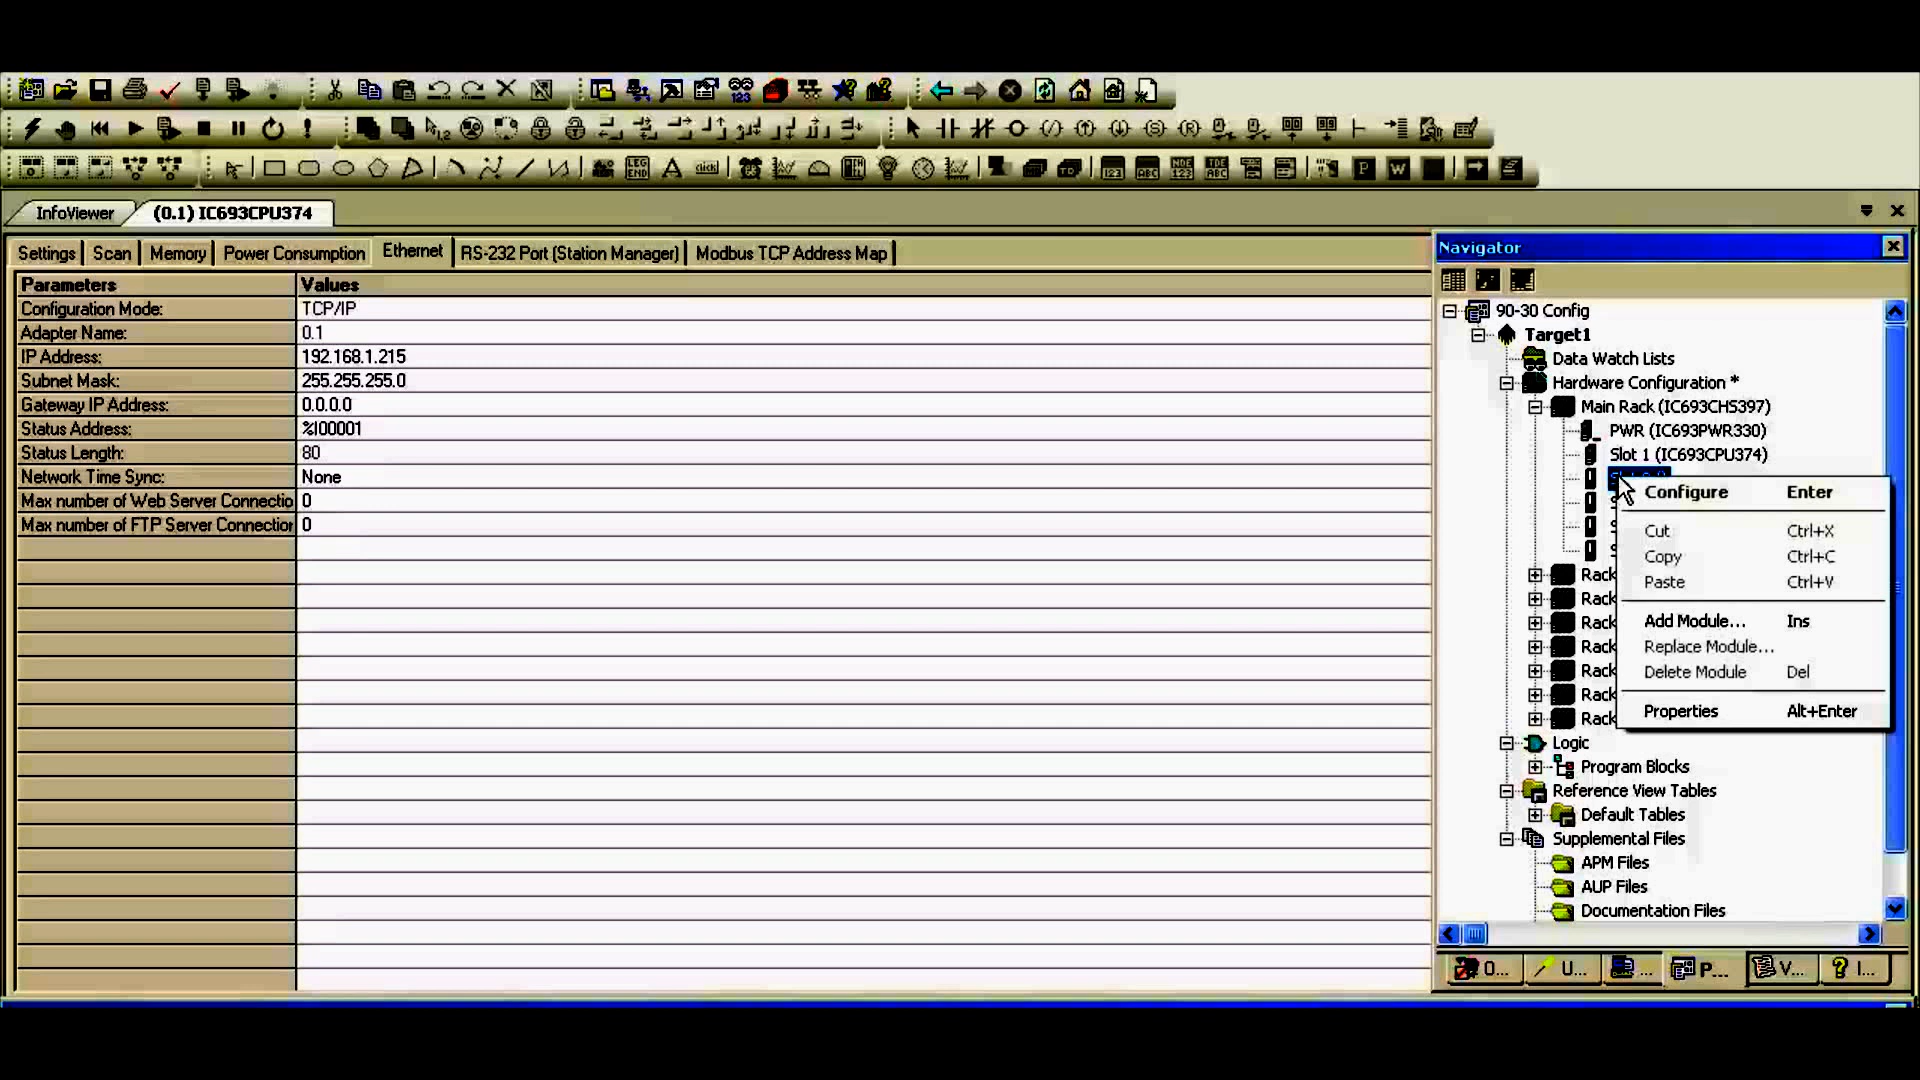 InfoViewer
(0.1) IC693CPU374
Settings
Scan
Memory
Power Consumption
Ethernet
RS-232 Port (Station Manager)
Modbus TCP Address Map
Parameters Values
Configuration Mode: TCP/IP
Adapter Name: 0.1
IP Address: 192.168.1.215
Subnet Mask: 255.255.255.0
Gateway IP Address: 0.0.0.0
Status Address: %I00001
Status Length: 80
Network Time Sync: None
Max number of Web Server Connectio 0
Max number of FTP Server Connection 0
Navigator
90-30 Config
Target1
Data Watch Lists
Hardware Configuration *
Main Rack (IC693CHS397)
PWR (IC693PWR330)
Slot 1 (IC693CPU374)
Rack
Rack
Rack
Rack
Rack
Rack
Rack
Configure Enter
Cut Ctrl+X
Copy Ctrl+C
Paste Ctrl+V
Add Module... Ins
Replace Module...
Delete Module Del
Properties Alt+Enter
Logic
Program Blocks
Reference View Tables
Default Tables
Supplemental Files
APM Files
AUP Files
Documentation Files
O...
U...
...
P...
V...
I...